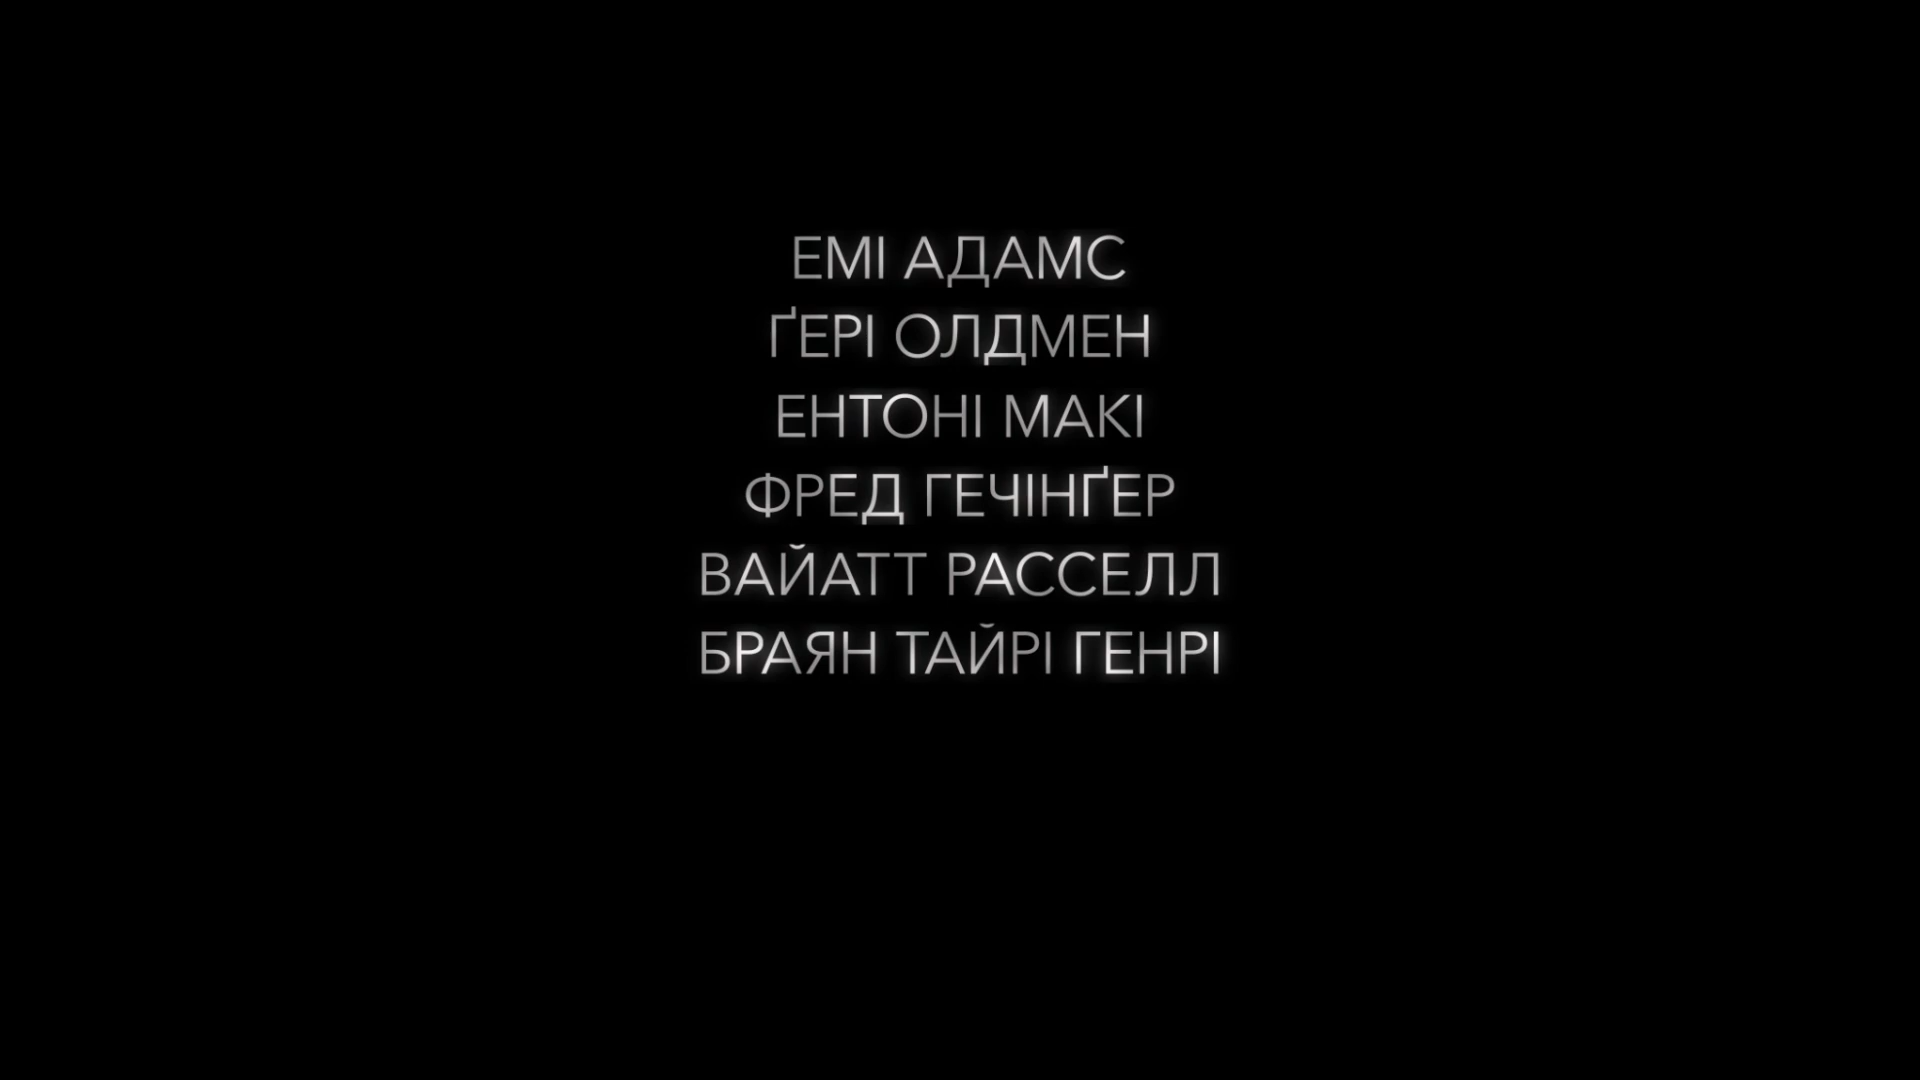 ЕМІ АДАМС
ҐЕРІ ОЛДМЕН
ЕНТОНІ МАКІ
ФРЕД ГЕЧІНҐЕР
ВАЙАТТ РАССЕЛЛ
БРАЯН ТАЙРІ ГЕНРІ